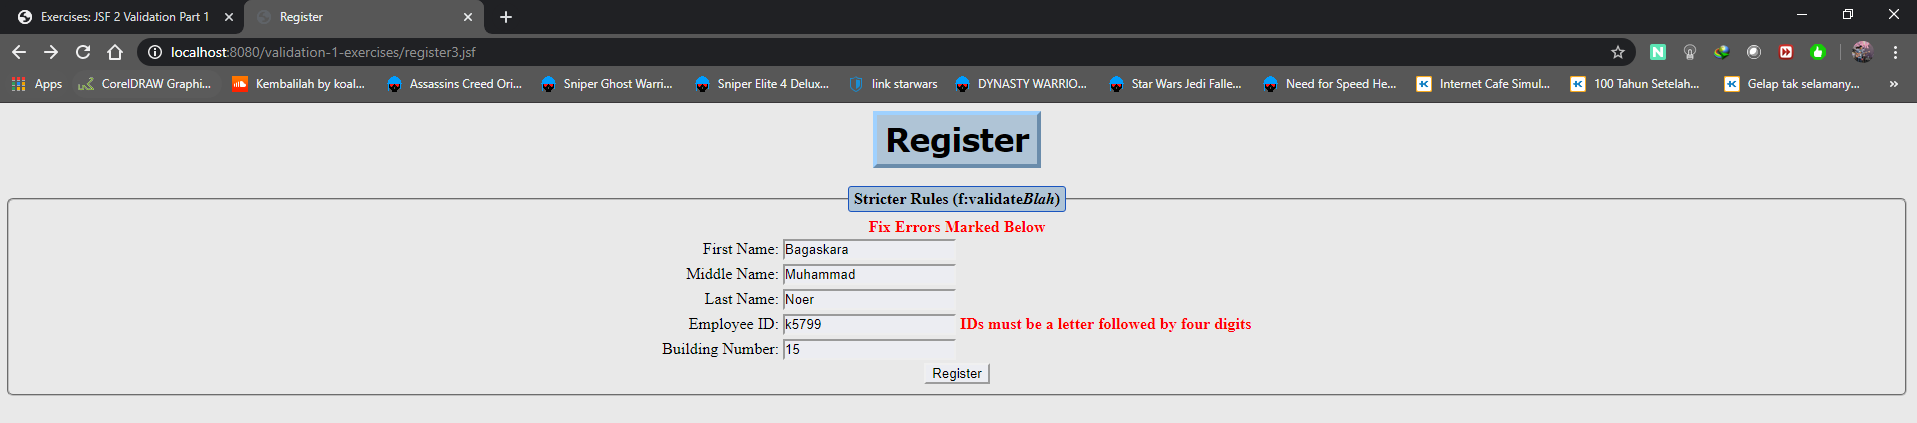 Exercises: JSF 2 Validation Part 1
Register
localhost:8080/validation-1-exercises/register3.jsf
Apps CorelDRAW Graphi... Kembalilah by koal... Assassins Creed Ori... Sniper Ghost Warri... Sniper Elite 4 Delux... link starwars DYNASTY WARRIO... Star Wars Jedi Falle... Need for Speed He... Internet Cafe Simul... 100 Tahun Setelah... Gelap tak selamany... »
Register
Stricter Rules (f:validateBlah)
Fix Errors Marked Below
First Name: Bagaskara
Middle Name: Muhammad
Last Name: Noer
Employee ID: k5799 IDs must be a letter followed by four digits
Building Number: 15
Register